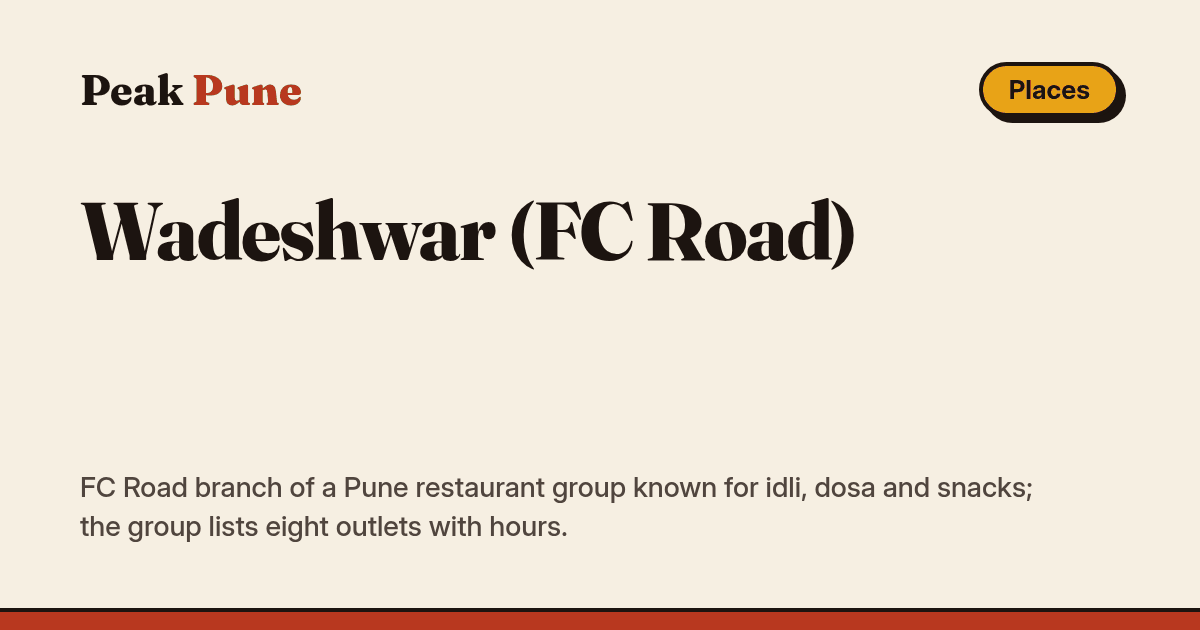 Peak Pune
Places
Wadeshwar (FC Road)
FC Road branch of a Pune restaurant group known for idli, dosa and snacks;
the group lists eight outlets with hours.